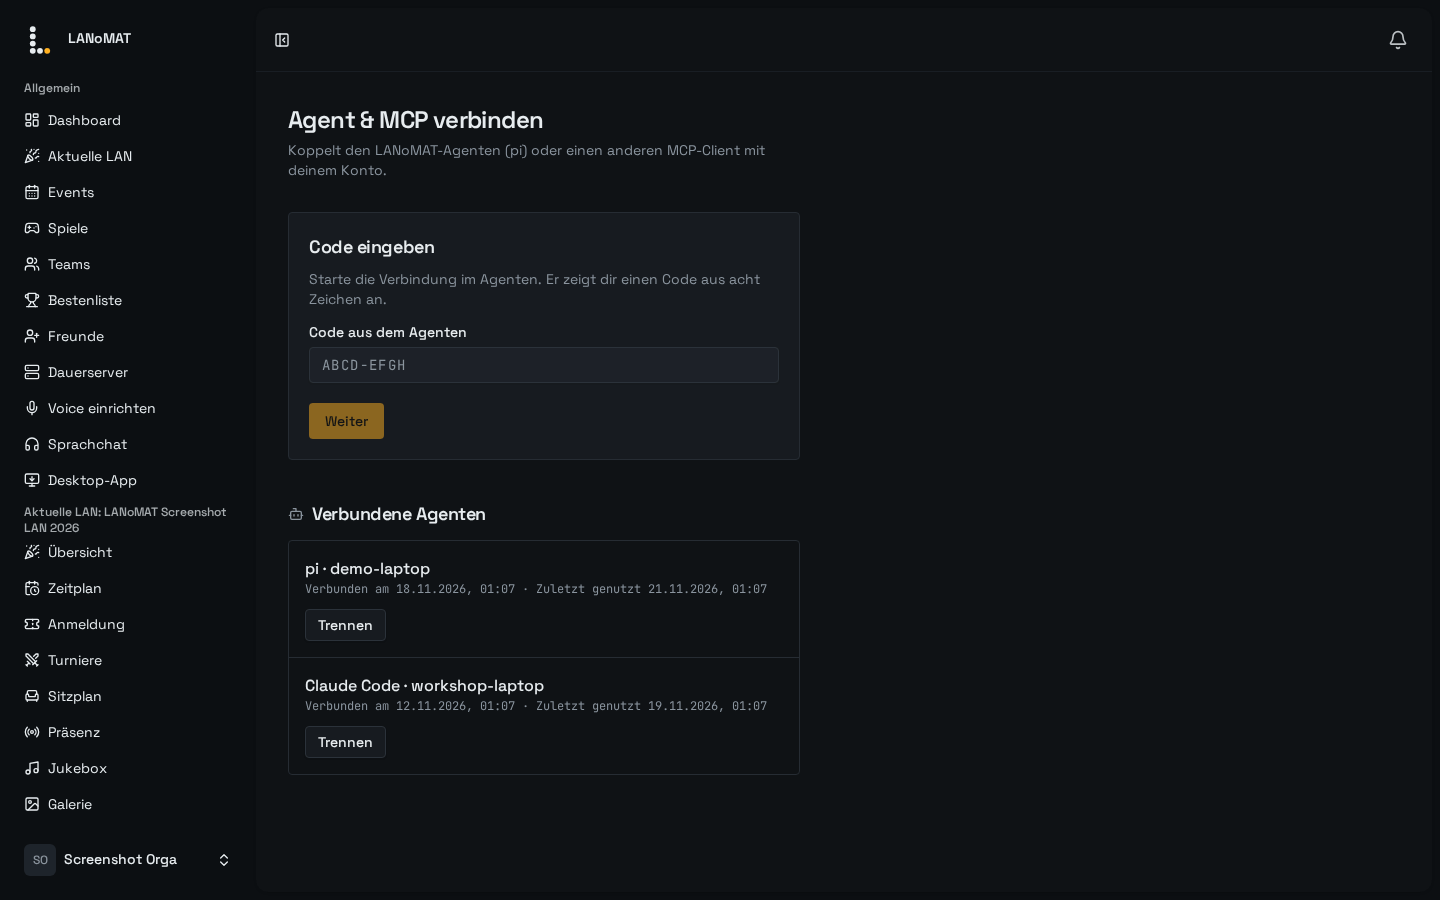 LANoMAT
Allgemein
Dashboard
Aktuelle LAN
Events
Spiele
Teams
Bestenliste
Freunde
Dauerserver
Voice einrichten
Sprachchat
Desktop-App
Aktuelle LAN: LANoMAT Screenshot
LAN 2026
Übersicht
Zeitplan
Anmeldung
Turniere
Sitzplan
Präsenz
Jukebox
Galerie
SO
Screenshot Orga
Agent & MCP verbinden
Koppelt den LANoMAT-Agenten (pi) oder einen anderen MCP-Client mit
deinem Konto.
Code eingeben
Starte die Verbindung im Agenten. Er zeigt dir einen Code aus acht
Zeichen an.
Code aus dem Agenten
ABCD-EFGH
Weiter
Verbundene Agenten
pi · demo-laptop
Verbunden am 18.11.2026, 01:07 · Zuletzt genutzt 21.11.2026, 01:07
Trennen
Claude Code · workshop-laptop
Verbunden am 12.11.2026, 01:07 · Zuletzt genutzt 19.11.2026, 01:07
Trennen